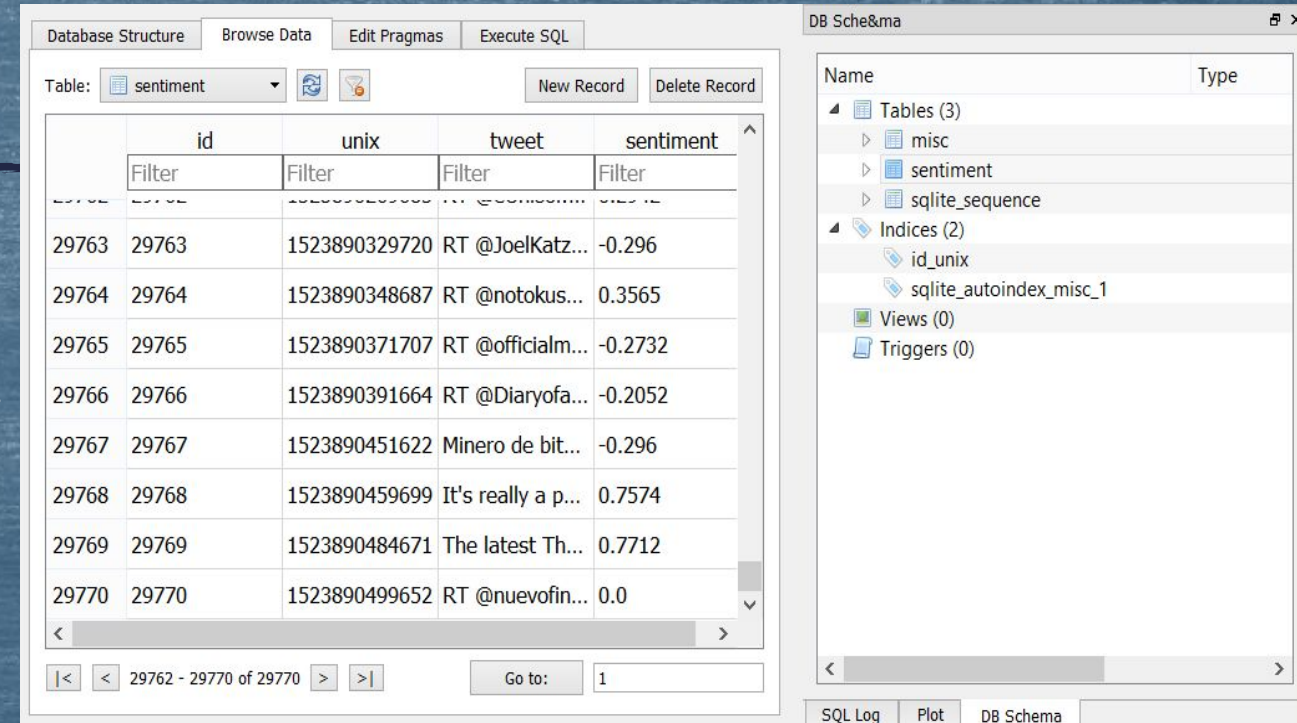 Database Structure Browse Data Edit Pragmas Execute SQL
Table: sentiment New Record Delete Record
id unix tweet sentiment
Filter Filter Filter Filter
29763 29763 1523890329720 RT @JoelKatz... -0.296
29764 29764 1523890348687 RT @notokus... 0.3565
29765 29765 1523890371707 RT @officialm... -0.2732
29766 29766 1523890391664 RT @Diaryofa... -0.2052
29767 29767 1523890451622 Minero de bit... -0.296
29768 29768 1523890459699 It's really a p... 0.7574
29769 29769 1523890484671 The latest Th... 0.7712
29770 29770 1523890499652 RT @nuevofin... 0.0
|< < 29762 - 29770 of 29770 > >| Go to: 1
DB Sche&ma
Name Type
Tables (3)
misc
sentiment
sqlite_sequence
Indices (2)
id_unix
sqlite_autoindex_misc_1
Views (0)
Triggers (0)
SQL Log Plot DB Schema